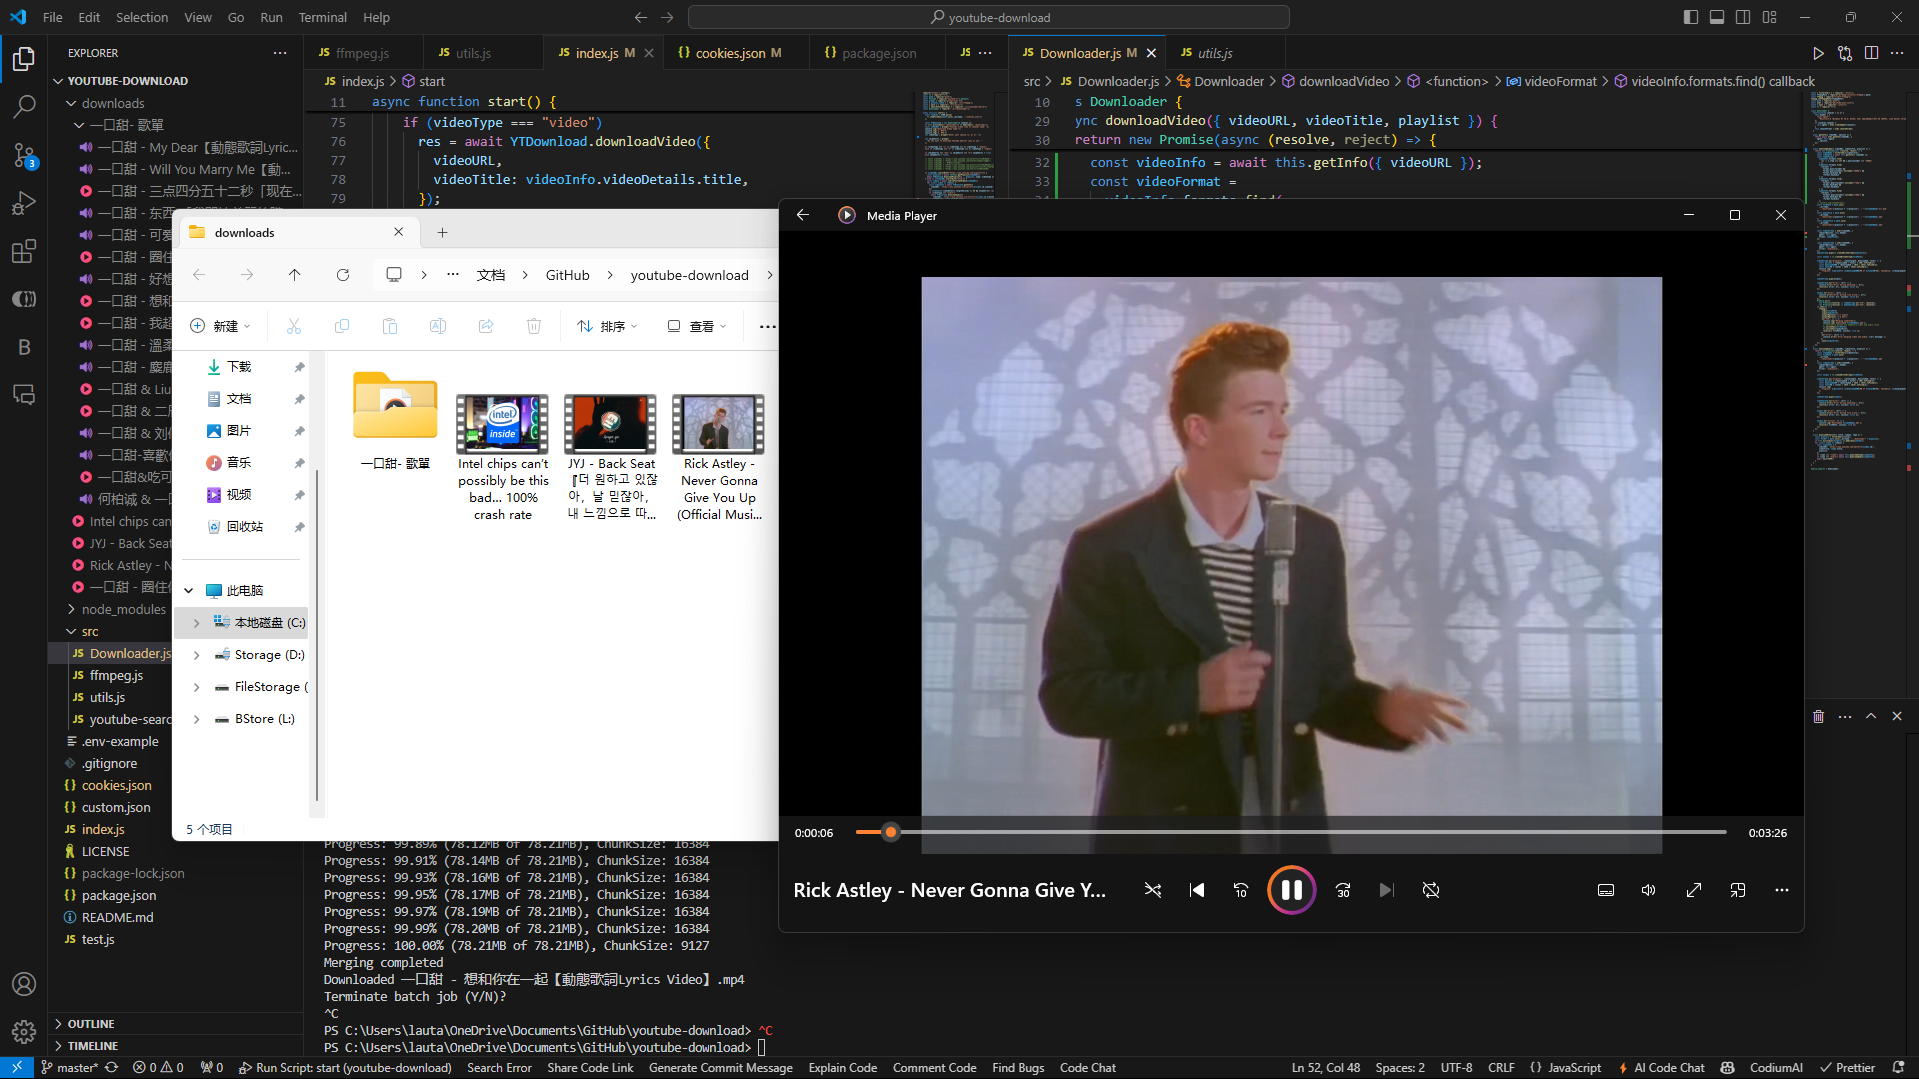 File Edit Selection View Go Run Terminal Help
youtube-download
EXPLORER
YOUTUBE-DOWNLOAD
downloads
一口甜- 歌單
一口甜 - My Dear【動態歌詞Lyric...
一口甜 - Will You Marry Me【動...
一口甜 - 三点四分五十二秒「现在...
一口甜 - 东西
一口甜 - 可爱
一口甜 - 圈住
一口甜 - 好想
一口甜 - 想和
一口甜 - 我超
一口甜 - 溫柔
一口甜 - 麋鹿
一口甜 & Liu
一口甜 & 二
一口甜 & 刘
一口甜-喜歡
一口甜&吃可
何柏诚 & 一
Intel chips can
JYJ - Back Seat
Rick Astley - N
一口甜 - 圈住
node_modules
src
Downloader.js
ffmpeg.js
utils.js
youtube-searc
.env-example
.gitignore
cookies.json
custom.json
index.js
LICENSE
package-lock.json
package.json
README.md
test.js
OUTLINE
TIMELINE
ffmpeg.js utils.js index.js M cookies.json M package.json
index.js > start
11 async function start() {
75 if (videoType === "video")
76 res = await YTDownload.downloadVideo({
77 videoURL,
78 videoTitle: videoInfo.videoDetails.title,
79 });
Downloader.js M utils.js
src > Downloader.js > Downloader > downloadVideo > <function> > videoFormat > videoInfo.formats.find() callback
10 s Downloader {
29 ync downloadVideo({ videoURL, videoTitle, playlist }) {
30 return new Promise(async (resolve, reject) => {
32 const videoInfo = await this.getInfo({ videoURL });
33 const videoFormat =
downloads
文档 > GitHub > youtube-download >
新建
排序
查看
下载
文档
图片
音乐
视频
回收站
此电脑
本地磁盘 (C:)
Storage (D:)
FileStorage (
BStore (L:)
5 个项目
一口甜- 歌單
intel inside
Intel chips can't possibly be this bad... 100% crash rate
JYJ - Back Seat『더 원하고 있잖아, 날 믿잖아, 내 느낌으로 따...
Rick Astley - Never Gonna Give You Up (Official Musi...
Media Player
0:00:06
0:03:26
Rick Astley - Never Gonna Give Y...
10
30
Progress: 99.89% (78.12MB of 78.21MB), ChunkSize: 16384
Progress: 99.91% (78.14MB of 78.21MB), ChunkSize: 16384
Progress: 99.93% (78.16MB of 78.21MB), ChunkSize: 16384
Progress: 99.95% (78.17MB of 78.21MB), ChunkSize: 16384
Progress: 99.97% (78.19MB of 78.21MB), ChunkSize: 16384
Progress: 99.99% (78.20MB of 78.21MB), ChunkSize: 16384
Progress: 100.00% (78.21MB of 78.21MB), ChunkSize: 9127
Merging completed
Downloaded 一口甜 - 想和你在一起【動態歌詞Lyrics Video】.mp4
Terminate batch job (Y/N)?
^C
PS C:\Users\lauta\OneDrive\Documents\GitHub\youtube-download> ^C
PS C:\Users\lauta\OneDrive\Documents\GitHub\youtube-download>
master* 0 0 0 Run Script: start (youtube-download) Search Error Share Code Link Generate Commit Message Explain Code Comment Code Find Bugs Code Chat
Ln 52, Col 48 Spaces: 2 UTF-8 CRLF JavaScript AI Code Chat CodiumAI Prettier